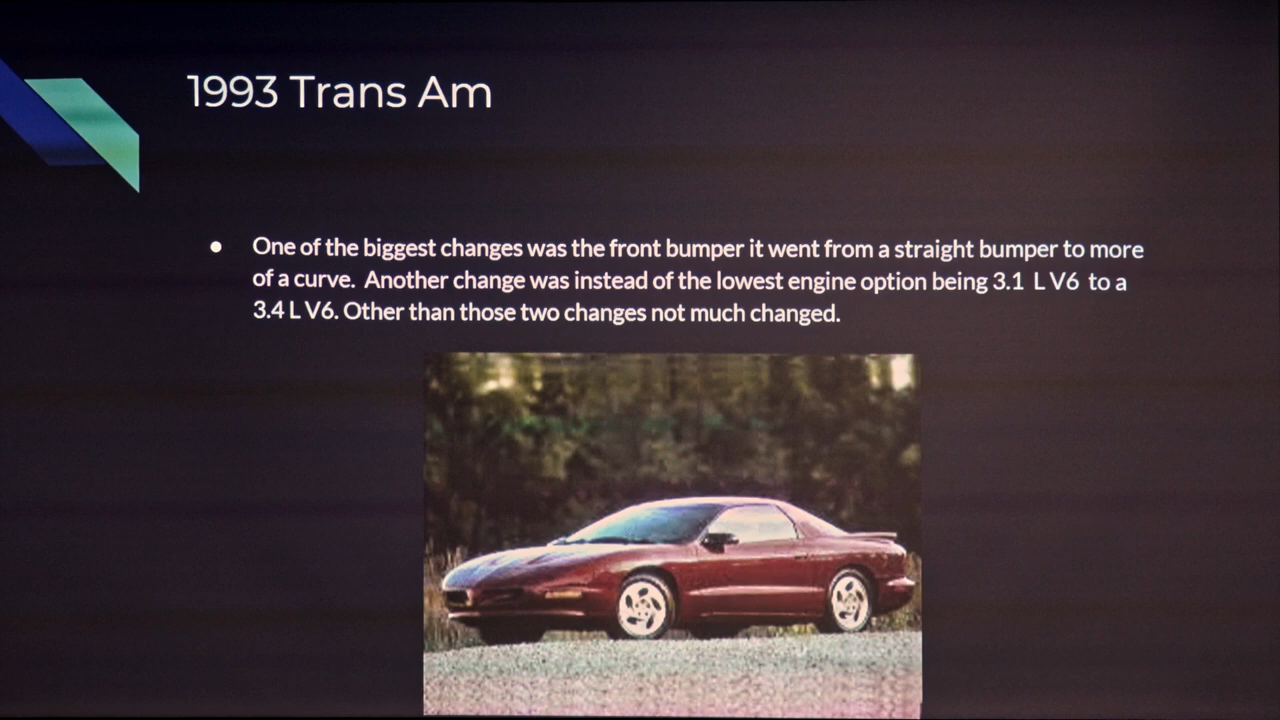 1993 Trans Am
● One of the biggest changes was the front bumper it went from a straight bumper to more
of a curve. Another change was instead of the lowest engine option being 3.1 L V6 to a
3.4 L V6. Other than those two changes not much changed.